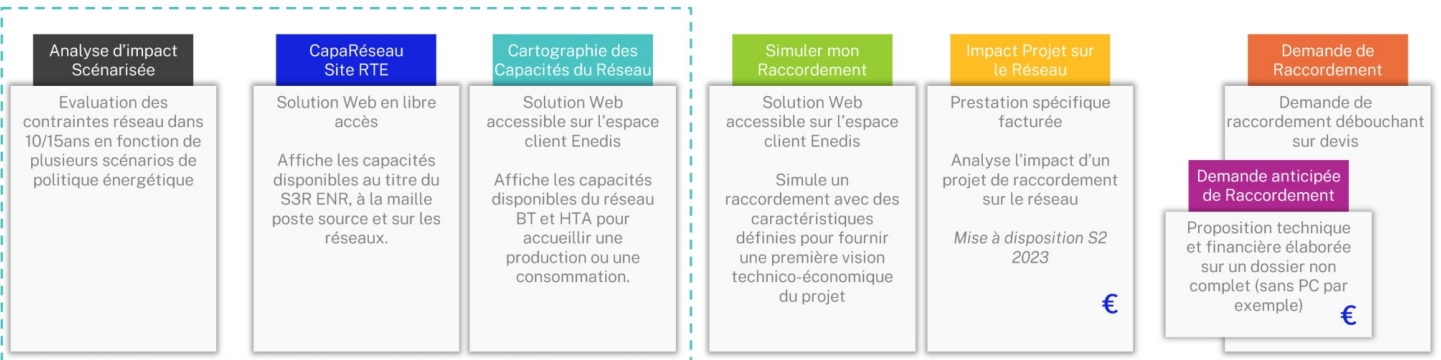 Analyse d'impact
Scénarisée
Evaluation des
contraintes réseau dans
10/15ans en fonction de
plusieurs scénarios de
politique énergétique
CapaRéseau
Site RTE
Solution Web en libre
accès
Affiche les capacités
disponibles au titre du
S3R ENR, à la maille
poste source et sur les
réseaux.
Cartographie des
Capacités du Réseau
Solution Web
accessible sur l'espace
client Enedis
Affiche les capacités
disponibles du réseau
BT et HTA pour
accueillir une
production ou une
consommation.
Simuler mon
Raccordement
Solution Web
accessible sur l'espace
client Enedis
Simule un
raccordement avec des
caractéristiques
définies pour fournir
une première vision
technico-économique
du projet
Impact Projet sur
le Réseau
Prestation spécifique
facturée
Analyse l'impact d'un
projet de raccordement
sur le réseau
Mise à disposition S2
2023
€
Demande de
Raccordement
Demande de
raccordement débouchant
sur devis
Demande anticipée
de Raccordement
Proposition technique
et financière élaborée
sur un dossier non
complet (sans PC par
exemple)
€